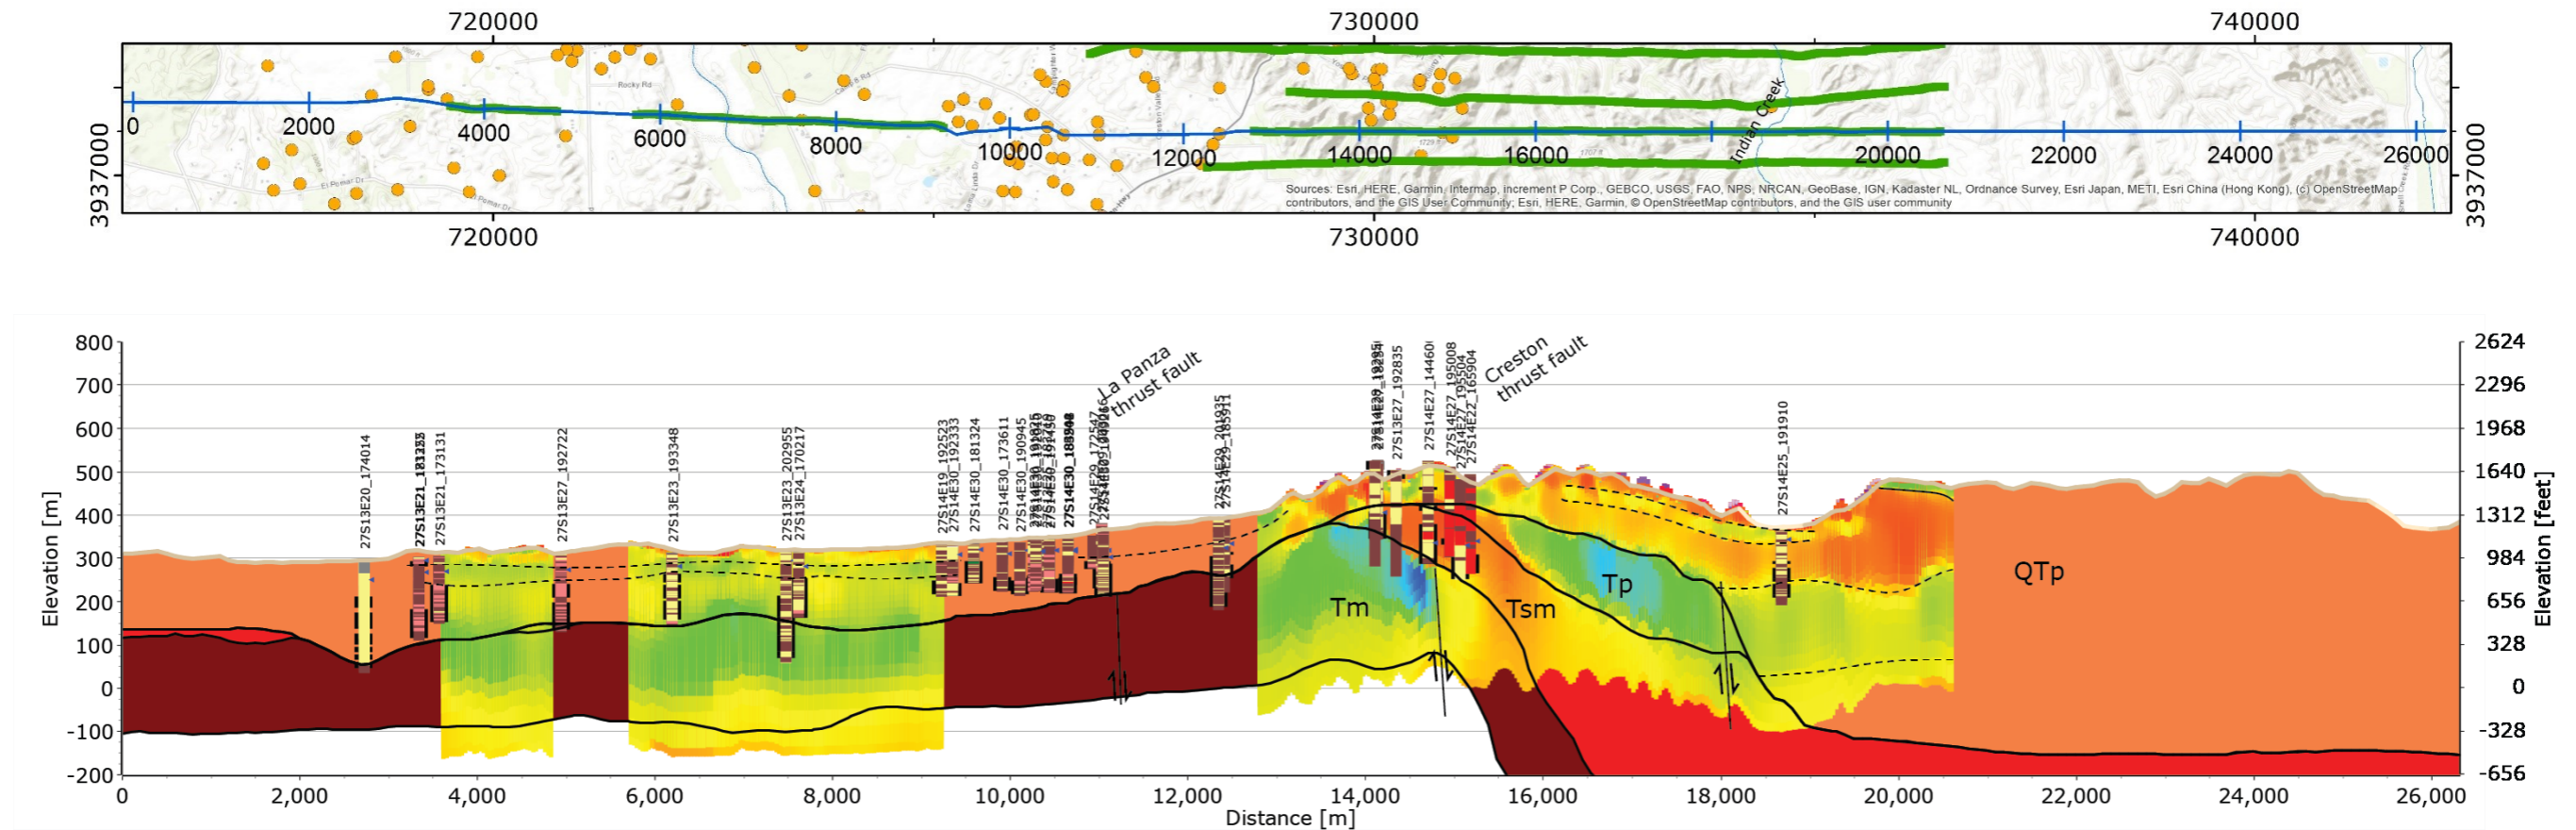 720000 730000 740000
3937000
3937000
Rocky Rd
El Pomar Dr
Indian Creek
0 2000 4000 6000 8000 10000 12000 14000 16000 20000 22000 24000 26000
Sources: Esri, HERE, Garmin, Intermap, increment P Corp., GEBCO, USGS, FAO, NPS, NRCAN, GeoBase, IGN, Kadaster NL, Ordnance Survey, Esri Japan, METI, Esri China (Hong Kong), (c) OpenStreetMap
contributors, and the GIS User Community; Esri, HERE, Garmin, © OpenStreetMap contributors, and the GIS user community
720000 730000 740000
La Panza
thrust fault
Creston
thrust fault
800 2624
700 2296
600 1968
500 1640
400 1312
300 984
200 656
100 328
0 0
-100 -328
-200 -656
Elevation [m]
Elevation [feet]
27S13E20_174014
27S13E21_173131
27S13E27_192722
27S13E23_193348
27S13E23_202955
27S13E24_170217
27S14E19_192523
27S14E30_192333
27S14E30_181324
27S14E30_173611
27S14E30_190945
27S14E29_172547
27S14E29_201935
27S14E29_185911
27S13E27_192835
27S14E27_195008
27S14E27_195504
27S14E22_165904
27S14E25_191910
Tm
Tsm
Tp
QTp
0 2,000 4,000 6,000 8,000 10,000 12,000 14,000 16,000 18,000 20,000 22,000 24,000 26,000
Distance [m]